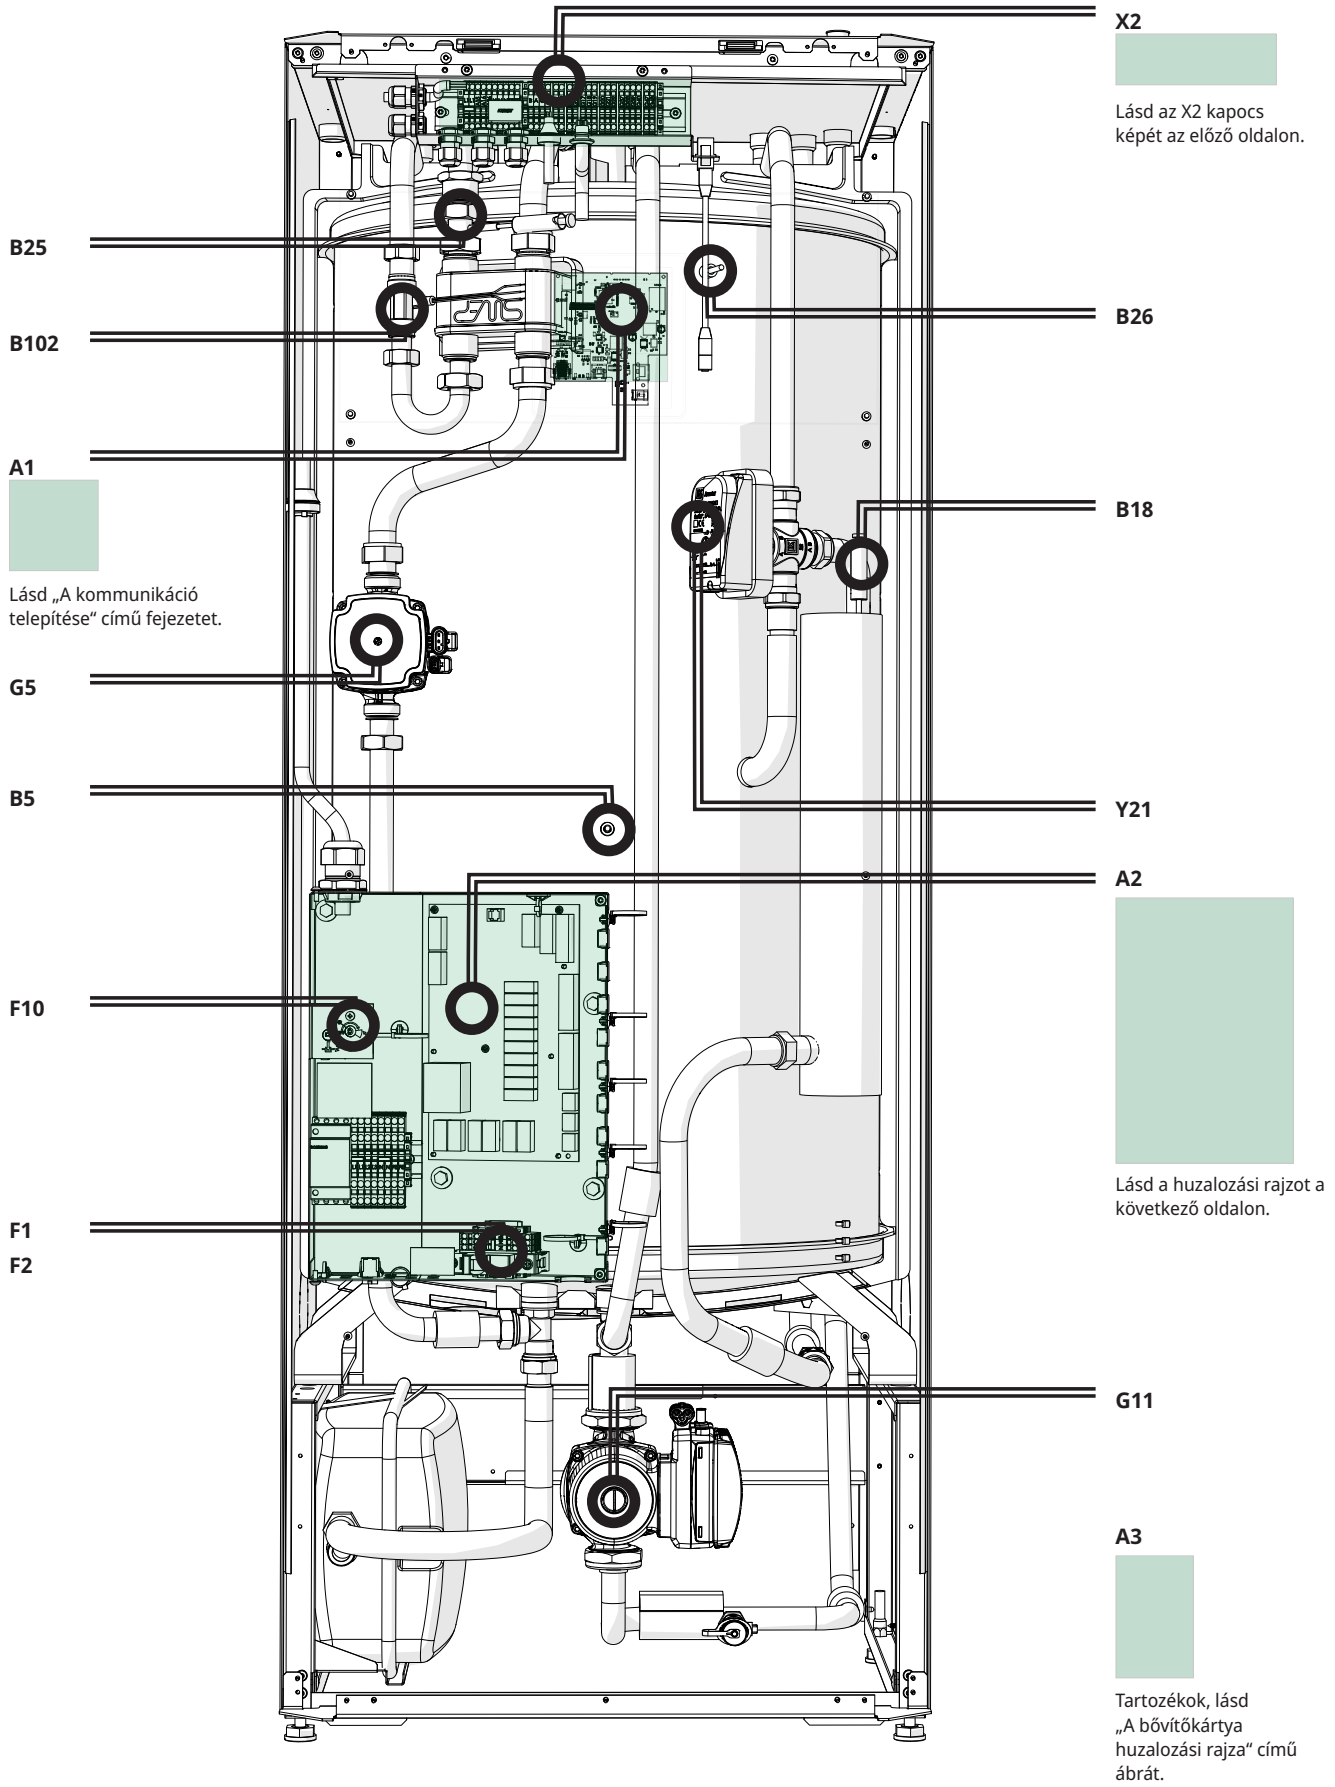 X2
Lásd az X2 kapocs
képét az előző oldalon.
B25
B26
B102
A1
Lásd „A kommunikáció
telepítése“ című fejezetet.
B18
G5
B5
Y21
A2
Lásd a huzalozási rajzot a
következő oldalon.
F10
F1
F2
G11
A3
Tartozékok, lásd
„A bővítőkártya
huzalozási rajza“ című
ábrát.
SWEP